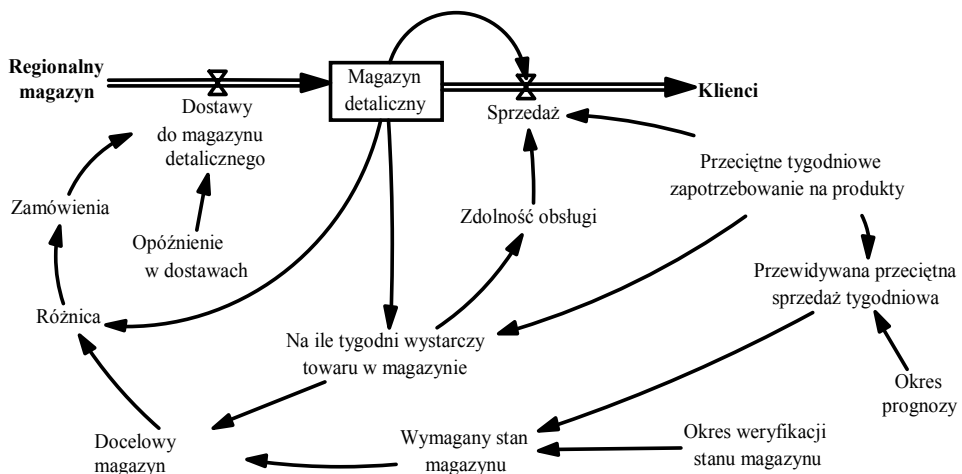 Regionalny
magazyn
Magazyn
detaliczny
Klienci
Dostawy
do magazynu
detalicznego
Sprzedaż
Przeciętne tygodniowe
zapotrzebowanie na produkty
Zamówienia
Zdolność obsługi
Opóźnienie
w dostawach
Przewidywana przeciętna
sprzedaż tygodniowa
Różnica
Na ile tygodni wystarczy
towaru w magazynie
Okres
prognozy
Docelowy
magazyn
Wymagany stan
magazynu
Okres weryfikacji
stanu magazynu